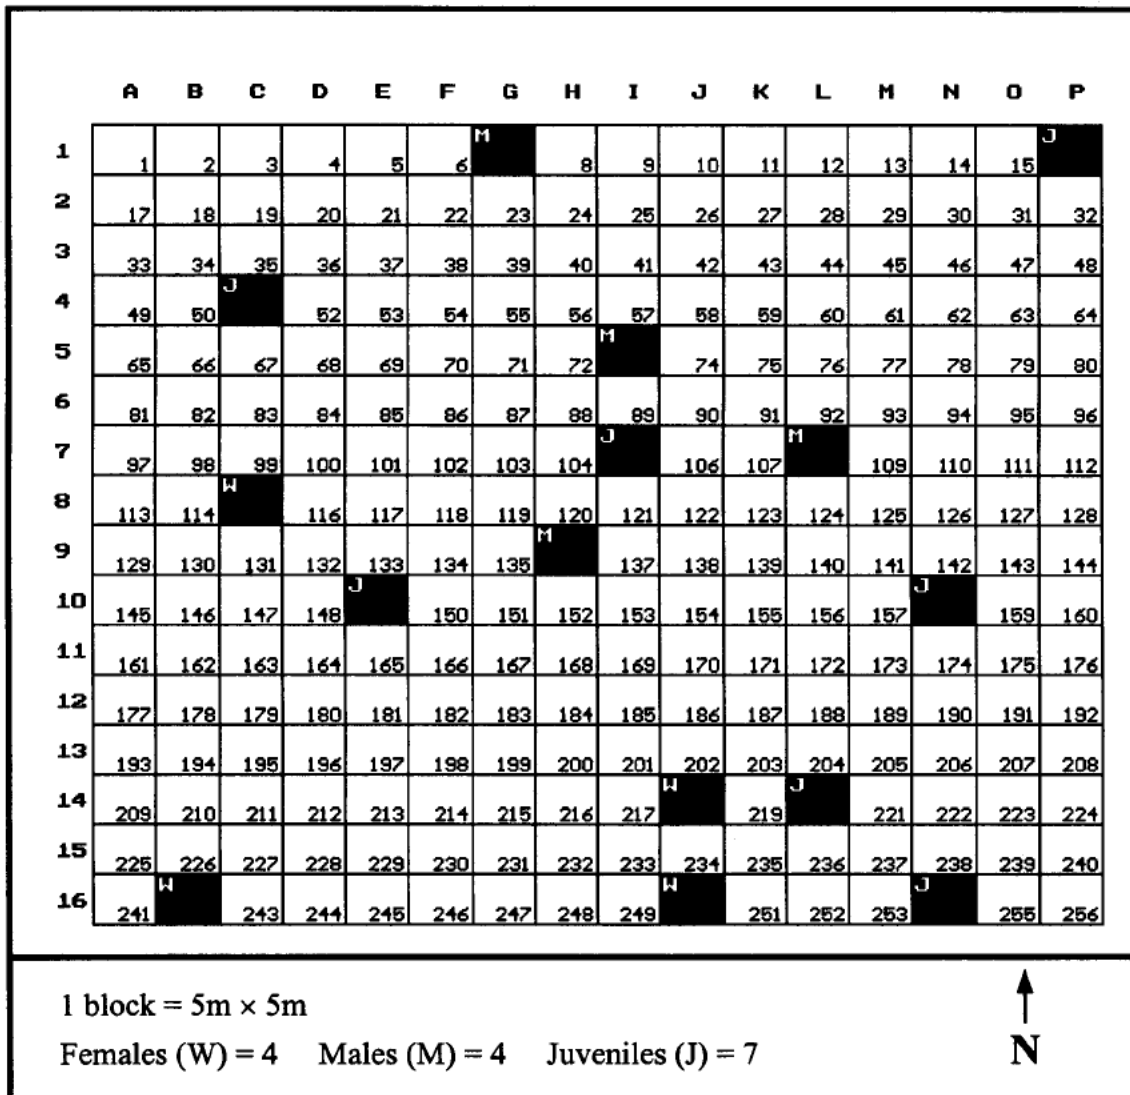 A B C D E F G H I J K L M N O P
1 1 2 3 4 5 6 M 8 9 10 11 12 13 14 15 J
2 17 18 19 20 21 22 23 24 25 26 27 28 29 30 31 32
3 33 34 35 36 37 38 39 40 41 42 43 44 45 46 47 48
4 49 50 J 52 53 54 55 56 57 58 59 60 61 62 63 64
5 65 66 67 68 69 70 71 72 M 74 75 76 77 78 79 80
6 81 82 83 84 85 86 87 88 89 90 91 92 93 94 95 96
7 97 98 99 100 101 102 103 104 J 106 107 M 109 110 111 112
8 113 114 W 116 117 118 119 120 121 122 123 124 125 126 127 128
9 129 130 131 132 133 134 135 M 137 138 139 140 141 142 143 144
10 145 146 147 148 J 150 151 152 153 154 155 156 157 J 159 160
11 161 162 163 164 165 166 167 168 169 170 171 172 173 174 175 176
12 177 178 179 180 181 182 183 184 185 186 187 188 189 190 191 192
13 193 194 195 196 197 198 199 200 201 202 203 204 205 206 207 208
14 209 210 211 212 213 214 215 216 217 W 219 J 221 222 223 224
15 225 226 227 228 229 230 231 232 233 234 235 236 237 238 239 240
16 241 W 243 244 245 246 247 248 249 W 251 252 253 J 255 256
1 block = 5m × 5m
Females (W) = 4 Males (M) = 4 Juveniles (J) = 7
N